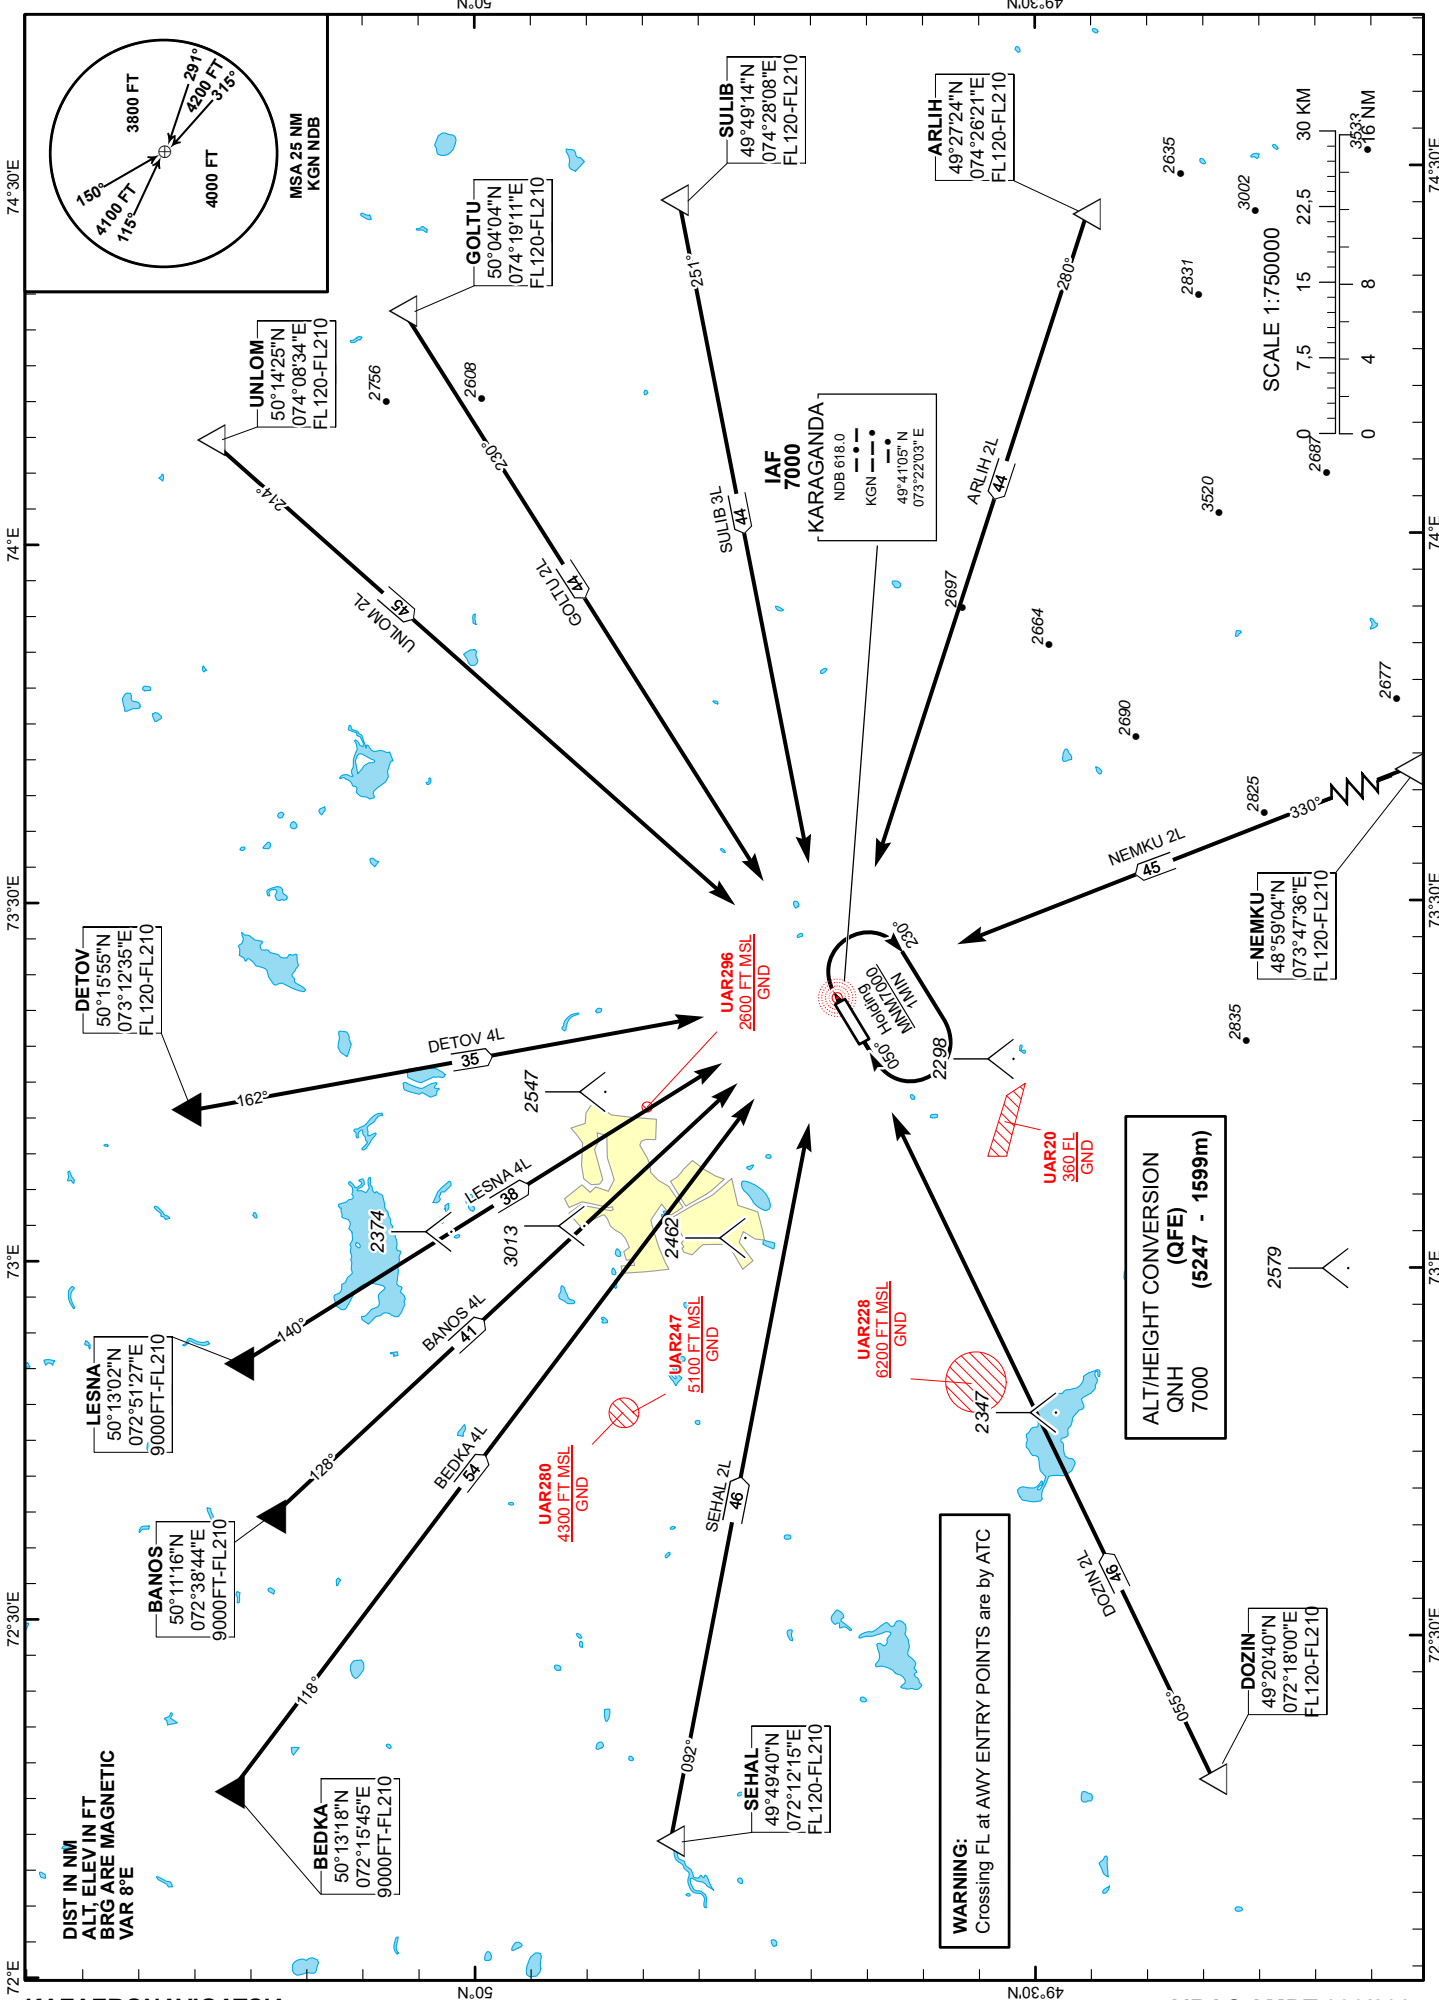 DIST IN NM
ALT, ELEV IN FT
BRG ARE MAGNETIC
VAR 8°E
BEDKA
50°13'18"N
072°15'45"E
9000FT-FL210
BANOS
50°11'16"N
072°38'44"E
9000FT-FL210
LESNA
50°13'02"N
072°51'27"E
9000FT-FL210
DETOV
50°15'55"N
073°12'35"E
FL120-FL210
UNLOM
50°14'25"N
074°08'34"E
FL120-FL210
GOLTU
50°04'04"N
074°19'11"E
FL120-FL210
SULIB
49°49'14"N
074°28'08"E
FL120-FL210
ARLIH
49°27'24"N
074°26'21"E
FL120-FL210
NEMKU
48°59'04"N
073°47'36"E
FL120-FL210
DOZIN
49°20'40"N
072°18'00"E
FL120-FL210
SEHAL
49°49'40"N
072°12'15"E
FL120-FL210
150°
4100 FT
115°
3800 FT
291°
4200 FT
315°
4000 FT
MSA 25 NM
KGN NDB
118°
BEDKA 4L
54
128°
BANOS 4L
41
140°
LESNA 4L
38
162°
DETOV 4L
35
214°
UNLOM 2L
45
230°
GOLTU 2L
44
251°
SULIB 3L
44
280°
ARLIH 2L
44
330°
NEMKU 2L
45
055°
DOZIN 2L
46
092°
SEHAL 2L
46
IAF
7000
KARAGANDA
NDB 618.0
KGN
49°41'05" N
073°22'03" E
Holding
MNM7000
1MIN
050°
230°
UAR296
2600 FT MSL
GND
UAR247
5100 FT MSL
GND
UAR280
4300 FT MSL
GND
UAR228
6200 FT MSL
GND
UAR20
360 FL
GND
2374
3013
2462
2547
2298
2347
2579
2835
2825
2756
2608
2697
2664
2690
2677
2687
3520
2831
3002
2635
3533
ALT/HEIGHT CONVERSION
QNH (QFE)
7000 (5247 - 1599m)
WARNING:
Crossing FL at AWY ENTRY POINTS are by ATC
SCALE 1:750000
0 7,5 15 22,5 30 KM
0 4 8 16 NM
72°E
72°30'E
73°E
73°30'E
74°E
74°30'E
72°30'E
73°E
73°30'E
74°E
74°30'E
50°N
49°30'N
50°N
49°30'N